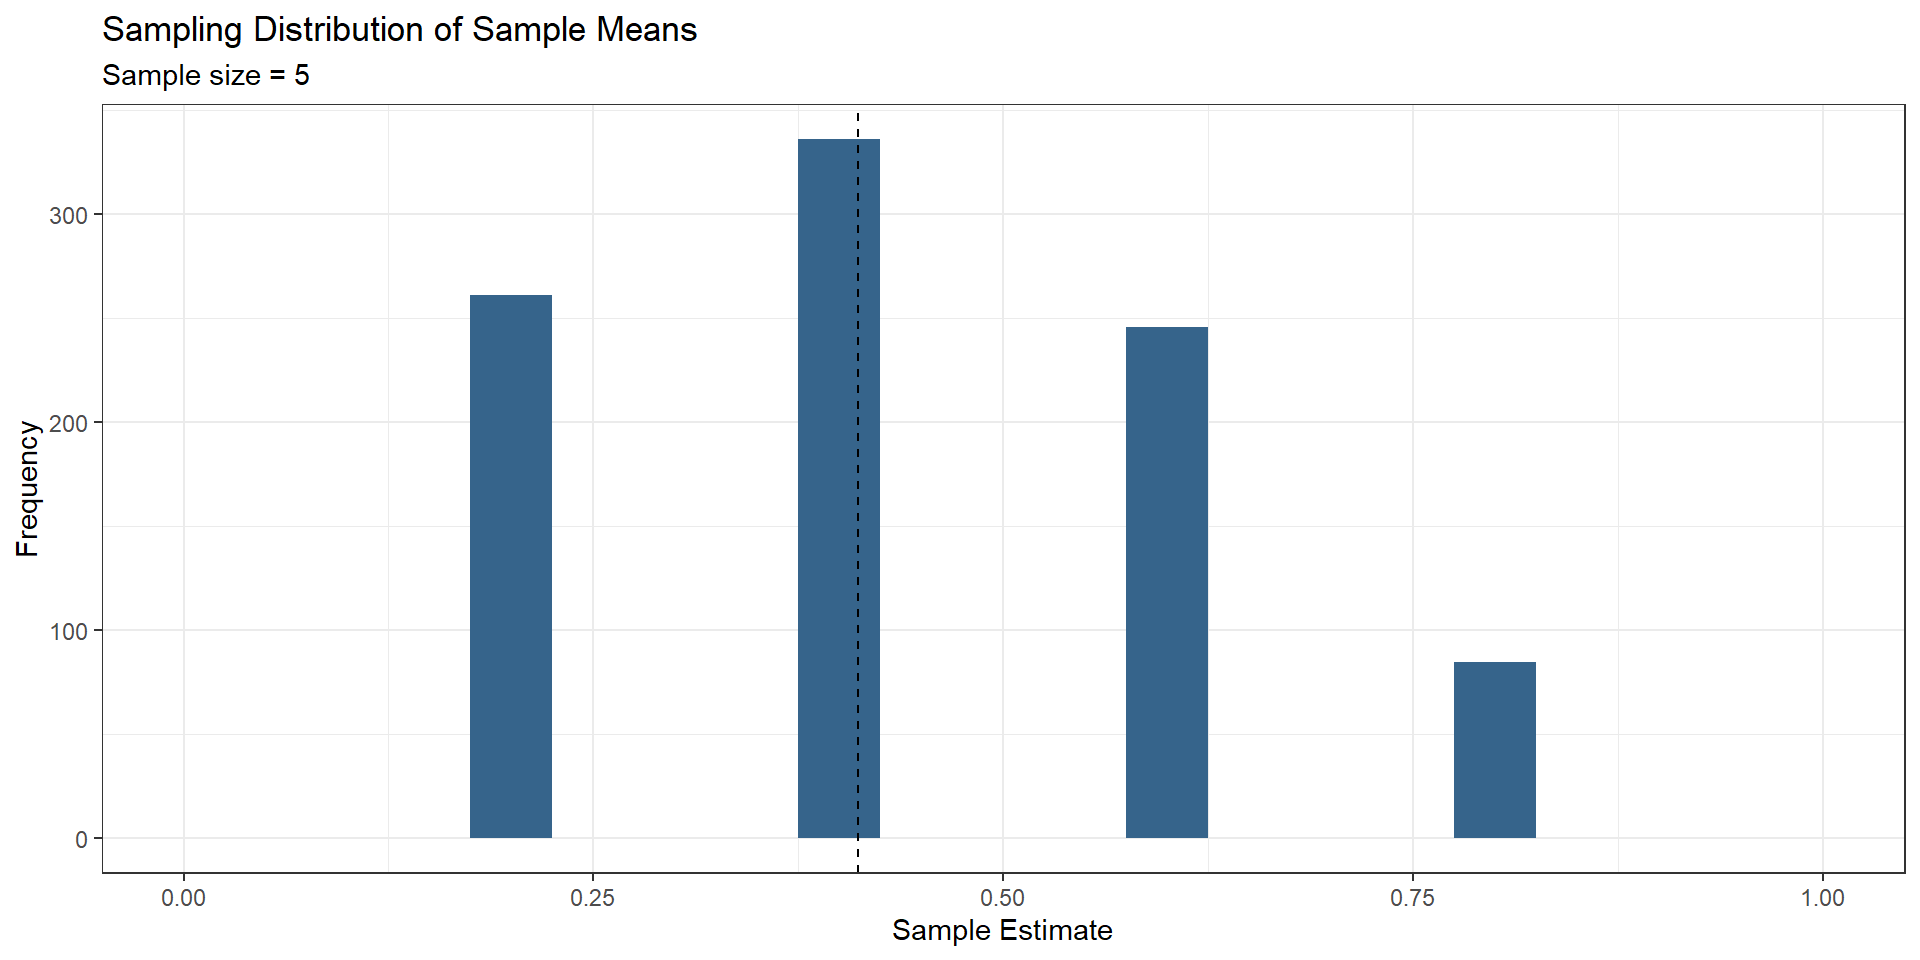 Sampling Distribution of Sample Means
Sample size = 5
Frequency
300
200
100
0
0.00 0.25 0.50 0.75 1.00
Sample Estimate